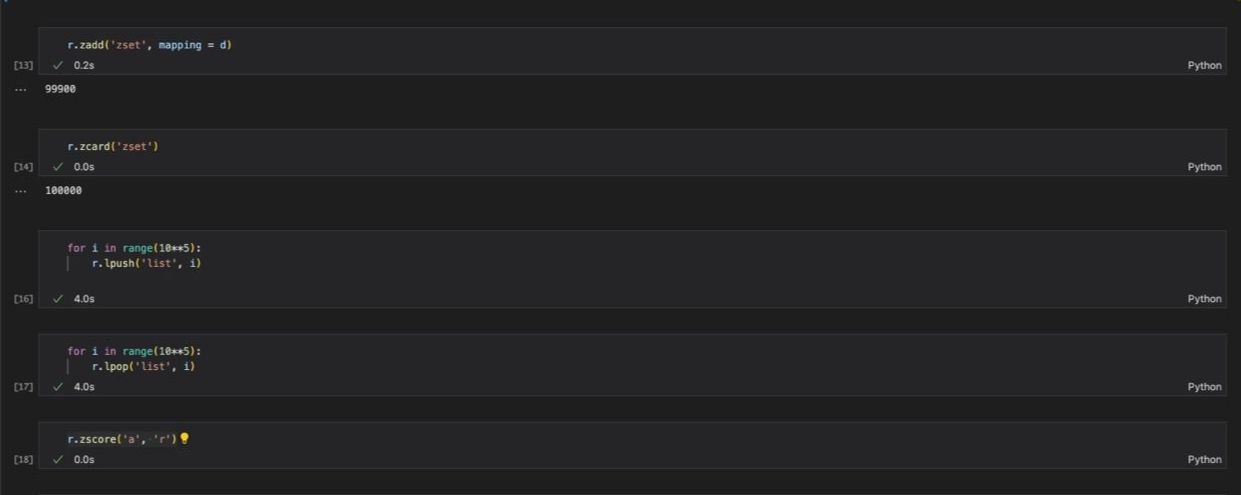 r.zadd('zset', mapping = d)
[13] ✓ 0.2s Python
... 99900
r.zcard('zset')
[14] ✓ 0.0s Python
... 100000
for i in range(10**5):
r.lpush('list', i)
[16] ✓ 4.0s Python
for i in range(10**5):
r.lpop('list', i)
[17] ✓ 4.0s Python
r.zscore('a', 'r')
[18] ✓ 0.0s Python